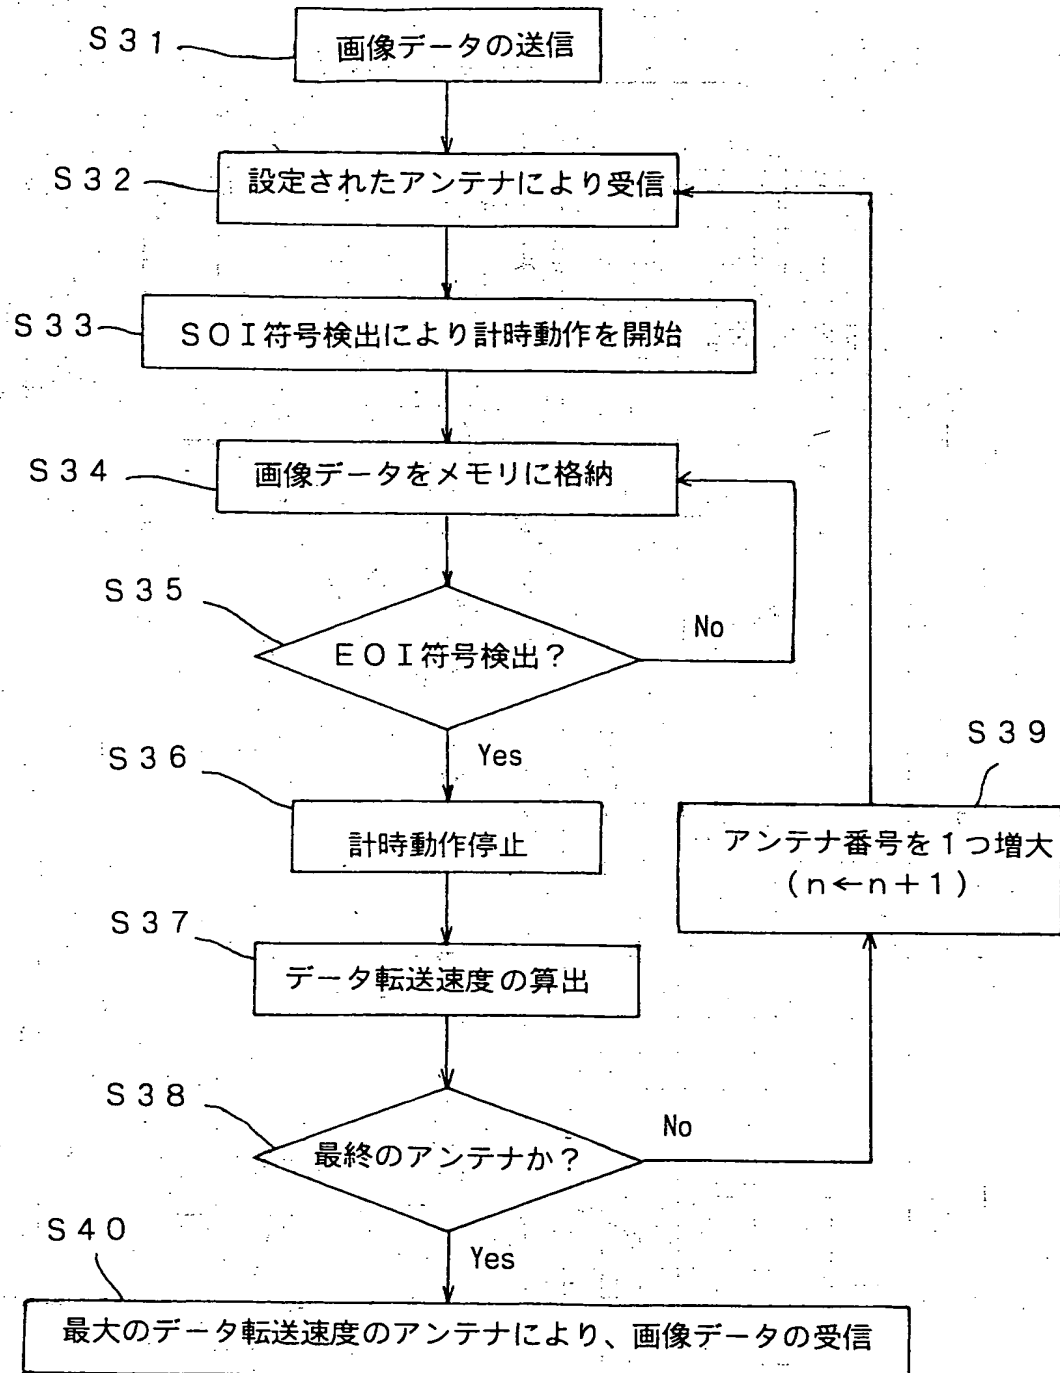 S31
画像データの送信
S32
設定されたアンテナにより受信
S33
SOI符号検出により計時動作を開始
S34
画像データをメモリに格納
S35
EOI符号検出?
No
Yes
S36
計時動作停止
S37
データ転送速度の算出
S38
最終のアンテナか?
No
S39
アンテナ番号を1つ増大
(n←n+1)
Yes
S40
最大のデータ転送速度のアンテナにより、画像データの受信